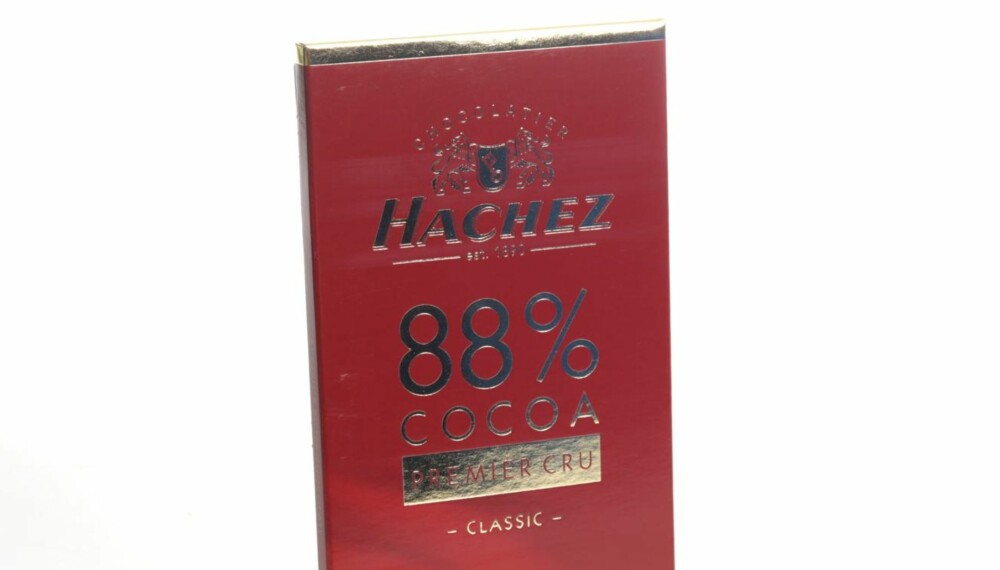 CHOCOLATIER
HACHEZ
est. 1890
88%
COCOA
PREMIER CRU
– CLASSIC –